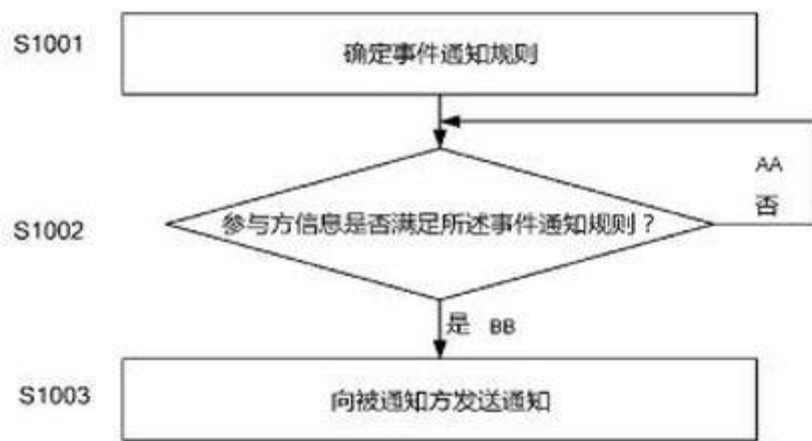 S1001
确定事件通知规则
AA
否
S1002
参与方信息是否满足所述事件通知规则？
是 BB
S1003
向被通知方发送通知